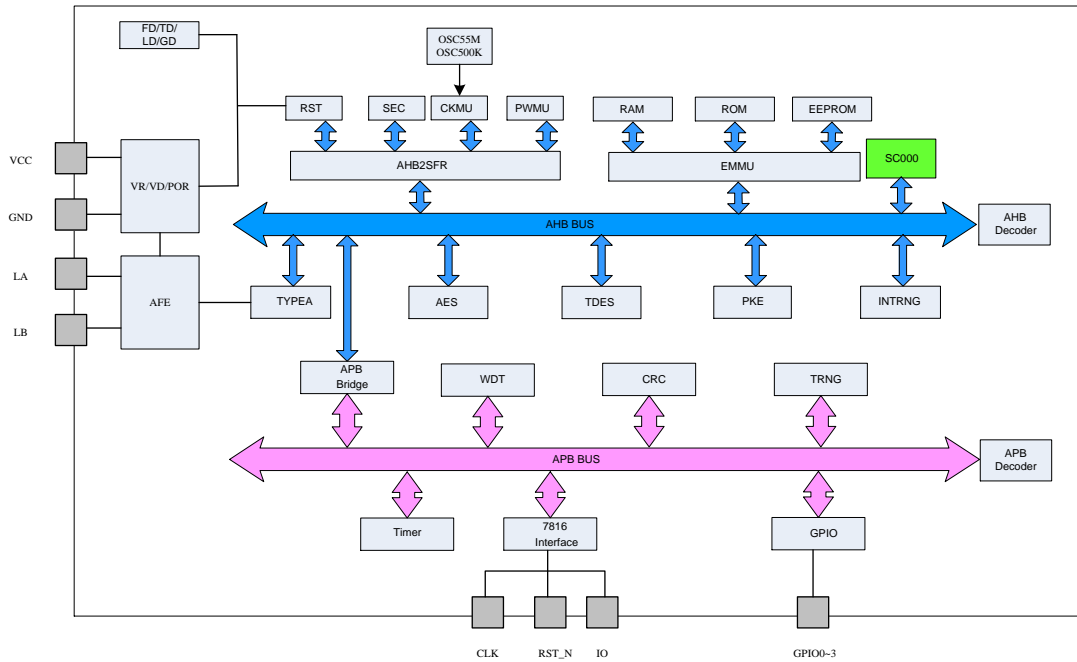 FD/TD/
LD/GD
OSC55M
OSC500K
RST
SEC
CKMU
PWMU
RAM
ROM
EEPROM
VCC
VR/VD/POR
AHB2SFR
EMMU
SC000
GND
AHB BUS
AHB
Decoder
LA
AFE
TYPEA
AES
TDES
PKE
INTRNG
LB
APB
Bridge
WDT
CRC
TRNG
APB BUS
APB
Decoder
Timer
7816
Interface
GPIO
CLK
RST_N
IO
GPIO0~3